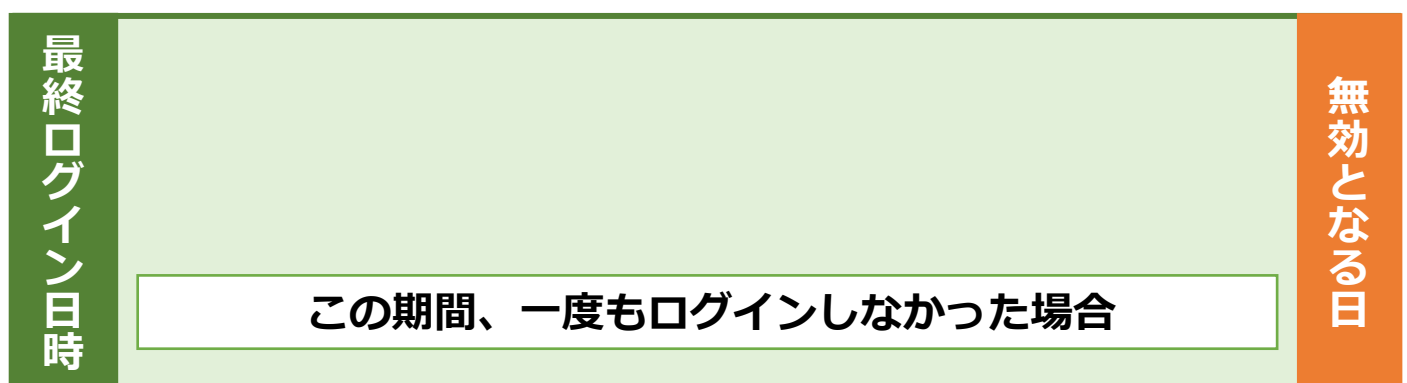 最終ログイン日時
この期間、一度もログインしなかった場合
無効となる日